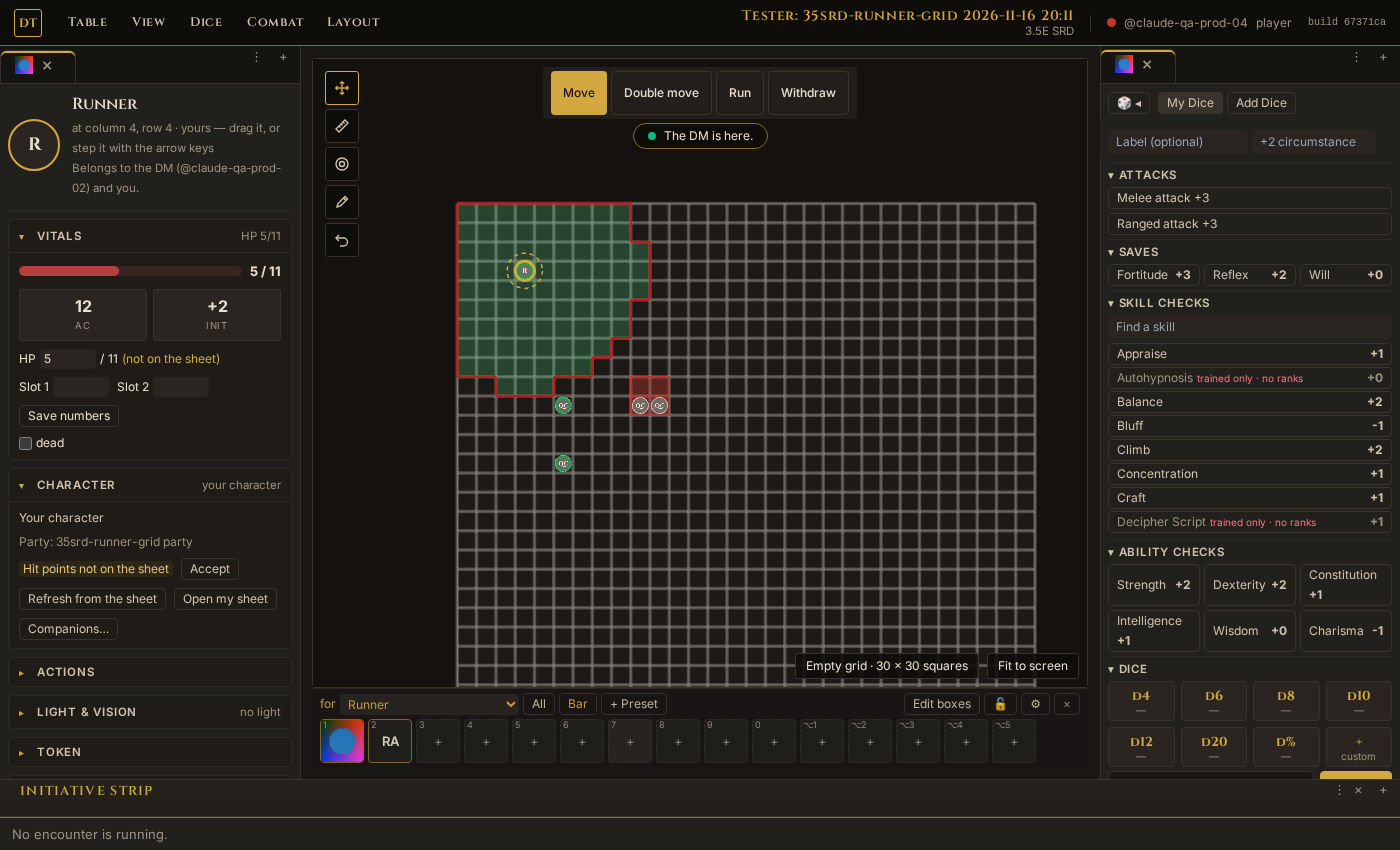 DT
TABLE
VIEW
DICE
COMBAT
LAYOUT
TESTER: 35SRD-RUNNER-GRID 2026-11-16 20:11
3.5E SRD
@claude-qa-prod-04 player
build 67371ca
RUNNER
R
at column 4, row 4 · yours — drag it, or
step it with the arrow keys
Belongs to the DM (@claude-qa-prod-
02) and you.
VITALS
HP 5/11
5 / 11
12
AC
+2
INIT
HP 5 / 11 (not on the sheet)
Slot 1
Slot 2
Save numbers
dead
CHARACTER
your character
Your character
Party: 35srd-runner-grid party
Hit points not on the sheet
Accept
Refresh from the sheet
Open my sheet
Companions…
ACTIONS
LIGHT & VISION
no light
TOKEN
Move
Double move
Run
Withdraw
The DM is here.
R
Empty grid · 30 × 30 squares
Fit to screen
for Runner
All
Bar
+ Preset
Edit boxes
1
2
RA
3
4
5
6
7
8
9
0
⌥1
⌥2
⌥3
⌥4
⌥5
My Dice
Add Dice
Label (optional)
+2 circumstance
ATTACKS
Melee attack +3
Ranged attack +3
SAVES
Fortitude +3
Reflex +2
Will +0
SKILL CHECKS
Find a skill
Appraise +1
Autohypnosis trained only · no ranks +0
Balance +2
Bluff -1
Climb +2
Concentration +1
Craft +1
Decipher Script trained only · no ranks +1
ABILITY CHECKS
Strength +2
Dexterity +2
Constitution +1
Intelligence +1
Wisdom +0
Charisma -1
DICE
D4
D6
D8
D10
D12
D20
D%
+
custom
INITIATIVE STRIP
No encounter is running.